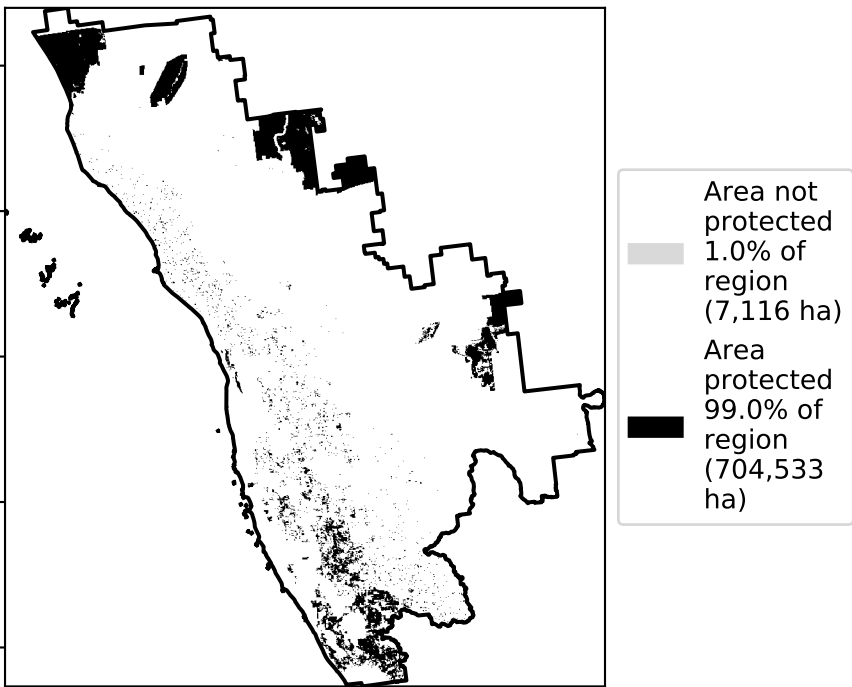 Area not
protected
1.0% of
region
(7,116 ha)
Area
protected
99.0% of
region
(704,533
ha)